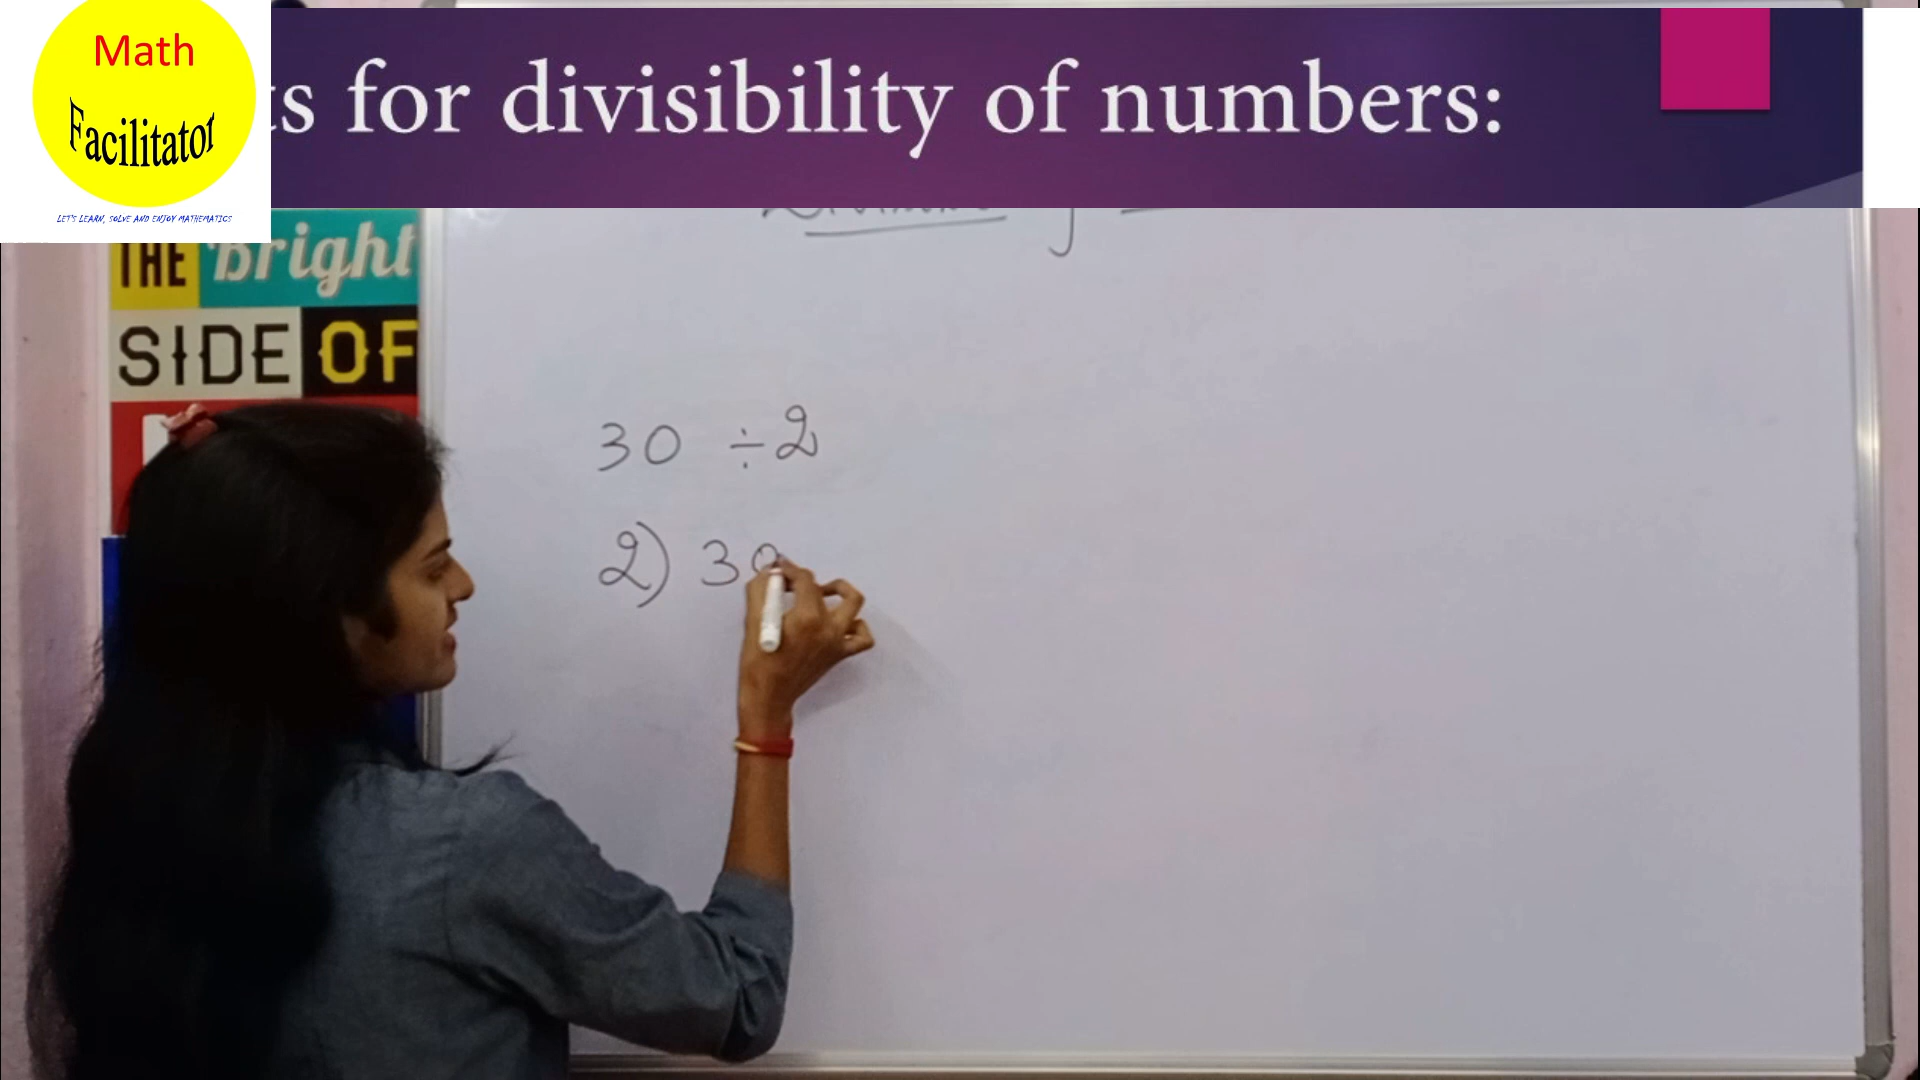 Math
Facilitator
LET'S LEARN, SOLVE AND ENJOY MATHEMATICS
ts for divisibility of numbers:
THE Bright
SIDE OF
30 ÷ 2
2) 30